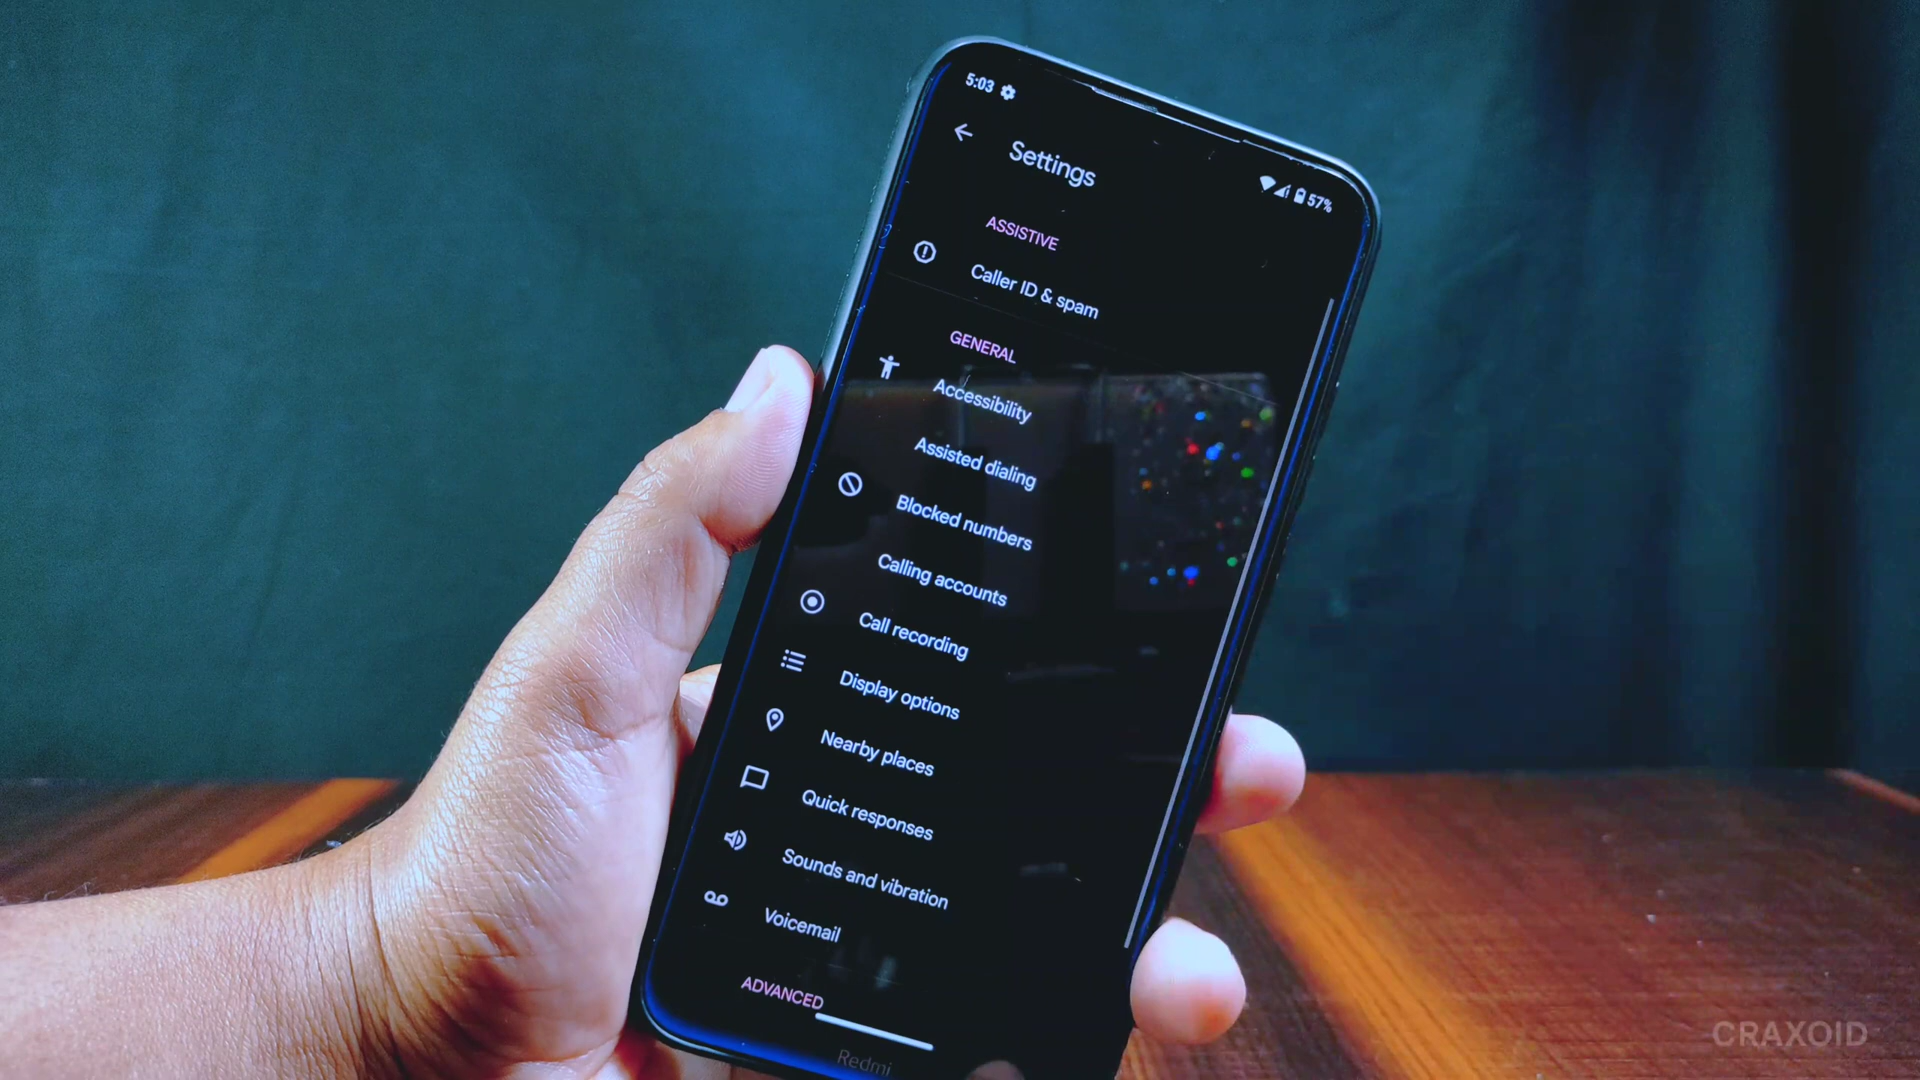 5:03
57%
Settings
ASSISTIVE
Caller ID & spam
GENERAL
Accessibility
Assisted dialing
Blocked numbers
Calling accounts
Call recording
Display options
Nearby places
Quick responses
Sounds and vibration
Voicemail
ADVANCED
Redmi
CRAXOID